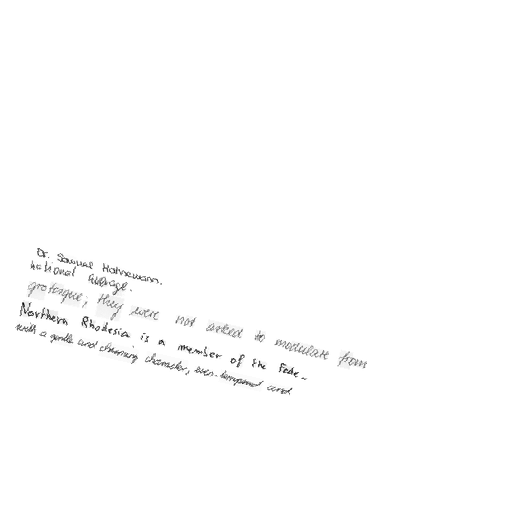 Dr. Samuel Hahnemann.
national average.
grotesque, they were not asked to modulate from
Northern Rhodesia is a member of the Fede-
with a gentle and charming character, even-tempered and